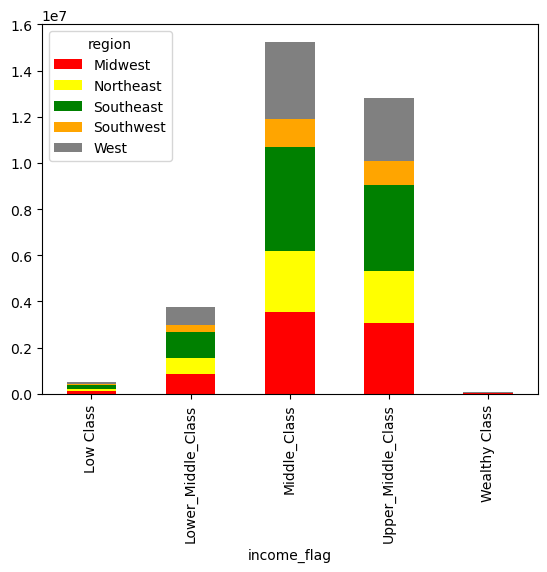 1e7
1.6
1.4
1.2
1.0
0.8
0.6
0.4
0.2
0.0
region
Midwest
Northeast
Southeast
Southwest
West
Low Class
Lower_Middle_Class
Middle_Class
Upper_Middle_Class
Wealthy Class
income_flag